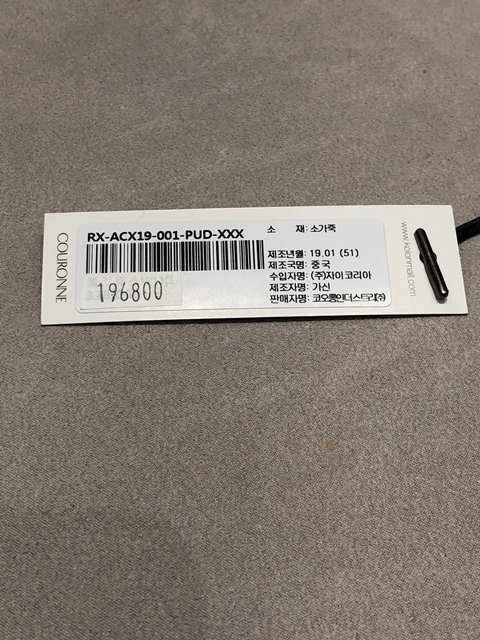 COURONNE
RX-ACX19-001-PUD-XXX
196800
소 재: 소가죽
제조년월: 19.01 (51)
제조국명: 중국
수입자명: (주)자이코리아
제조자명: 가신
판매자명: 코오롱인더스트리(주)
www.kolonmall.com